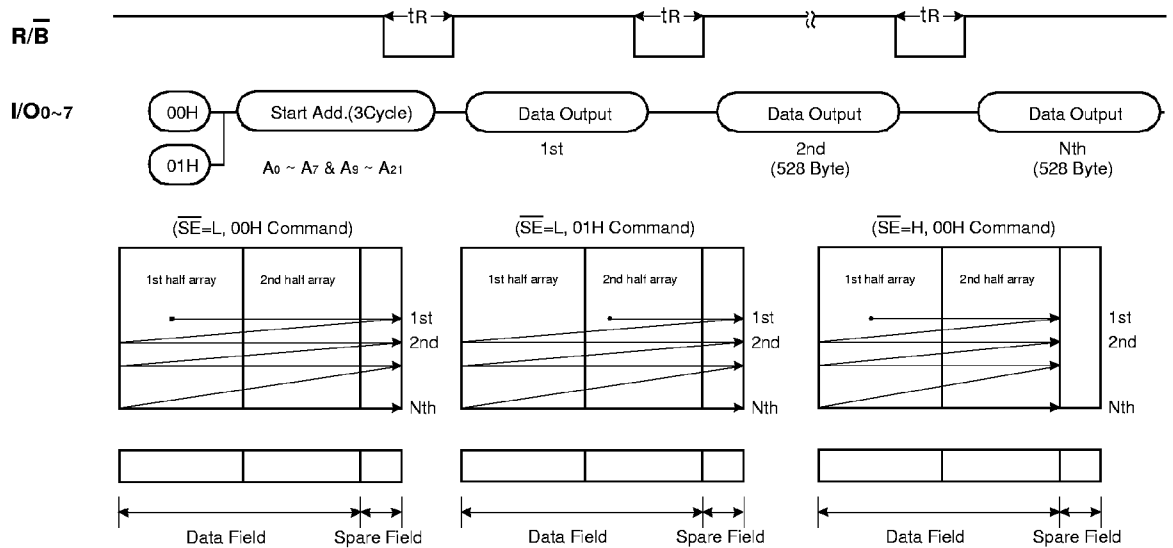 R/B̅ tR tR tR
I/O0~7 00H Start Add.(3Cycle) Data Output Data Output Data Output
01H A0 ~ A7 & A9 ~ A21 1st 2nd Nth
(528 Byte) (528 Byte)
(S̅E̅=L, 00H Command) (S̅E̅=L, 01H Command) (S̅E̅=H, 00H Command)
1st half array 2nd half array 1st half array 2nd half array 1st half array 2nd half array
1st 1st 1st
2nd 2nd 2nd
Nth Nth Nth
Data Field Spare Field Data Field Spare Field Data Field Spare Field